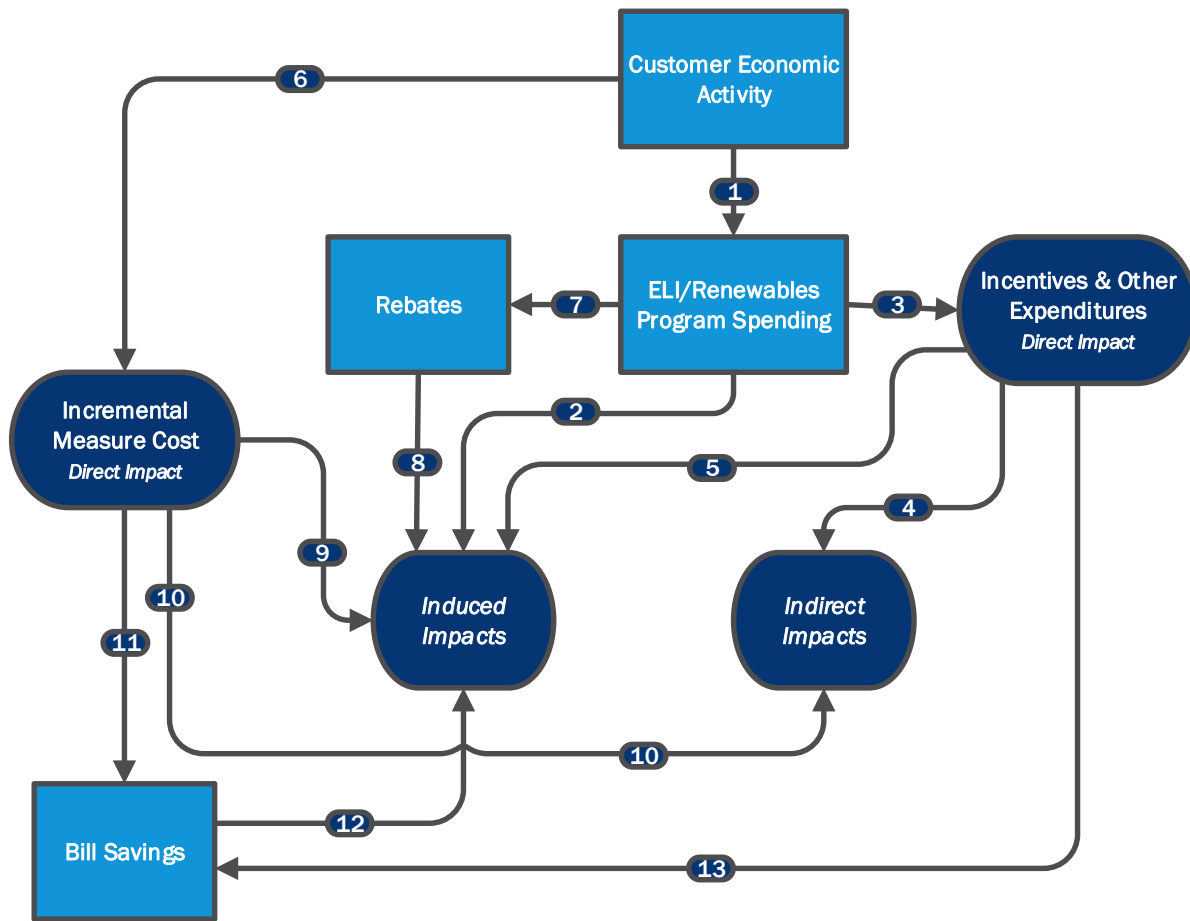 Customer Economic
Activity
6
1
Rebates
7
ELI/Renewables
Program Spending
3
Incentives & Other
Expenditures
Direct Impact
Incremental
Measure Cost
Direct Impact
2
8
5
4
9
10
11
Induced
Impacts
Indirect
Impacts
10
12
Bill Savings
13